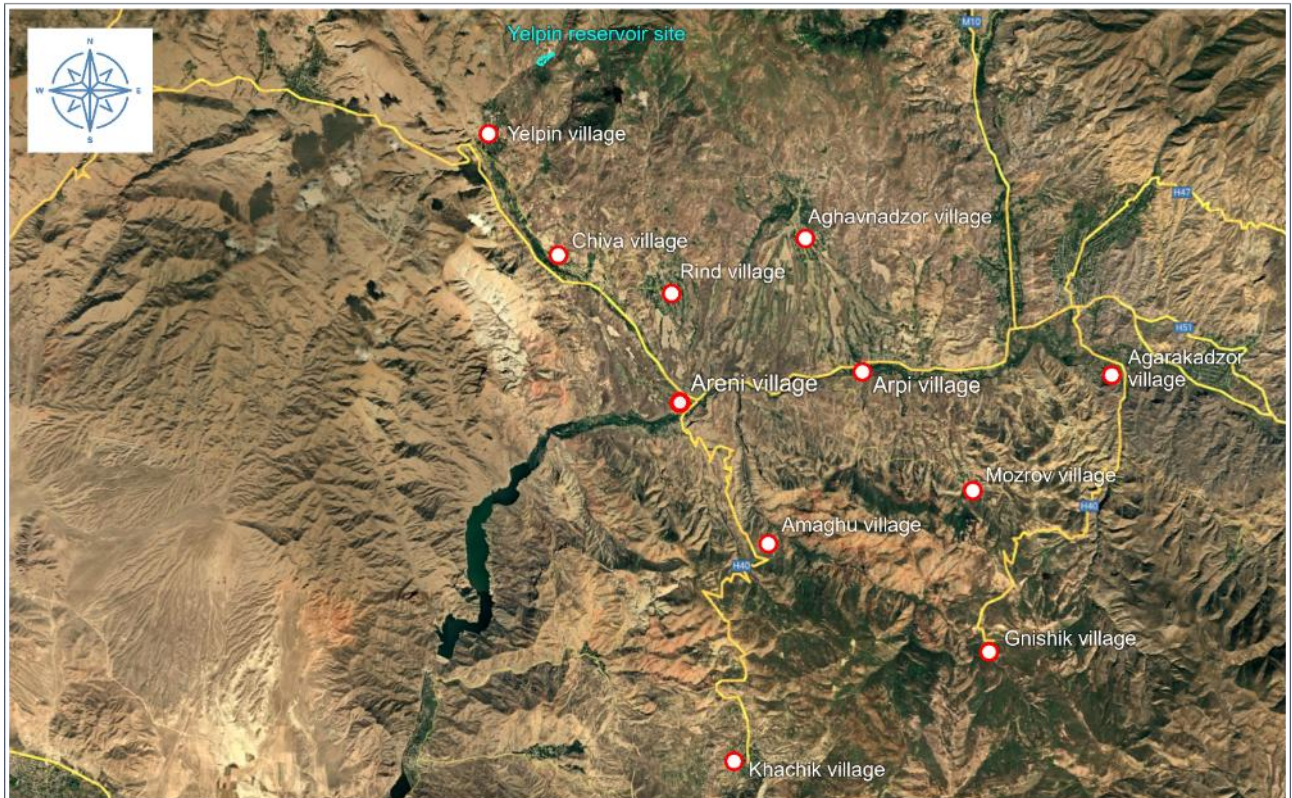 Yelpin reservoir site
M10
N
W
E
S
Yelpin village
H47
Aghavnadzor village
Chiva village
Rind village
H51
Agarakadzor
village
Areni village
Arpi village
Mozrov village
H40
Amaghu village
H40
Gnishik village
Khachik village